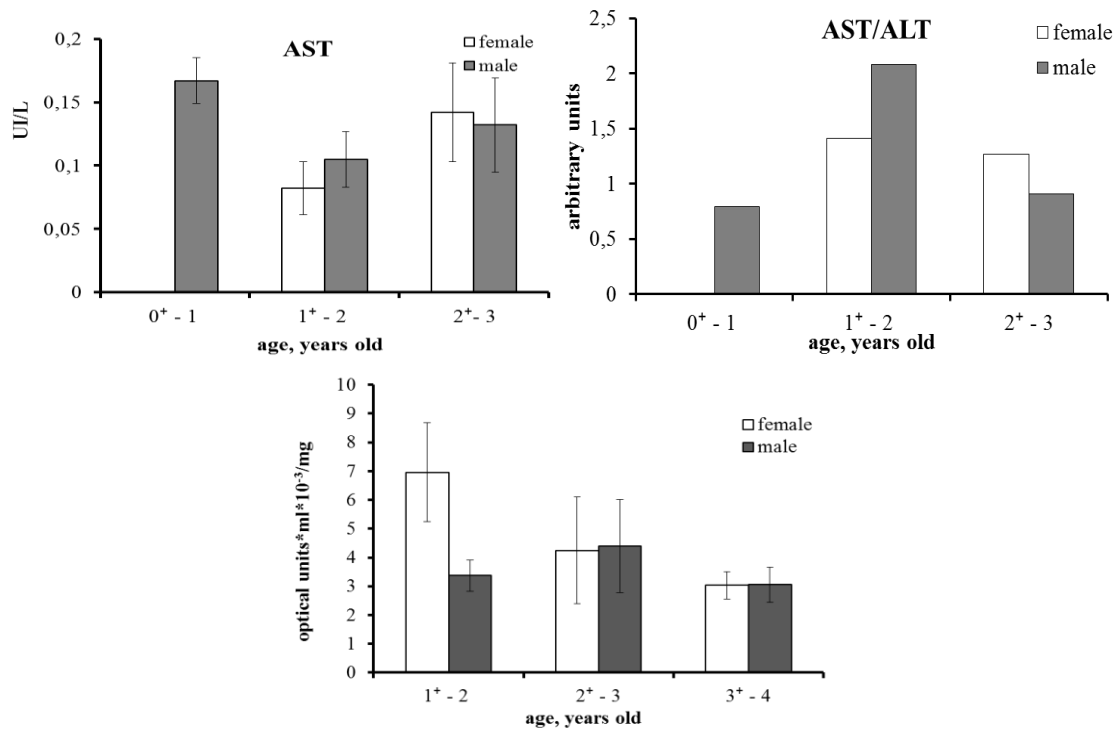 AST
female
male
UI/L
0,2
0,15
0,1
0,05
0
0⁺ - 1
1⁺ - 2
2⁺ - 3
age, years old
AST/ALT
female
male
arbitrary units
2,5
2
1,5
1
0,5
0
0⁺ - 1
1⁺ - 2
2⁺ - 3
age, years old
female
male
optical units*ml*10⁻³/mg
10
9
8
7
6
5
4
3
2
1
0
1⁺ - 2
2⁺ - 3
3⁺ - 4
age, years old